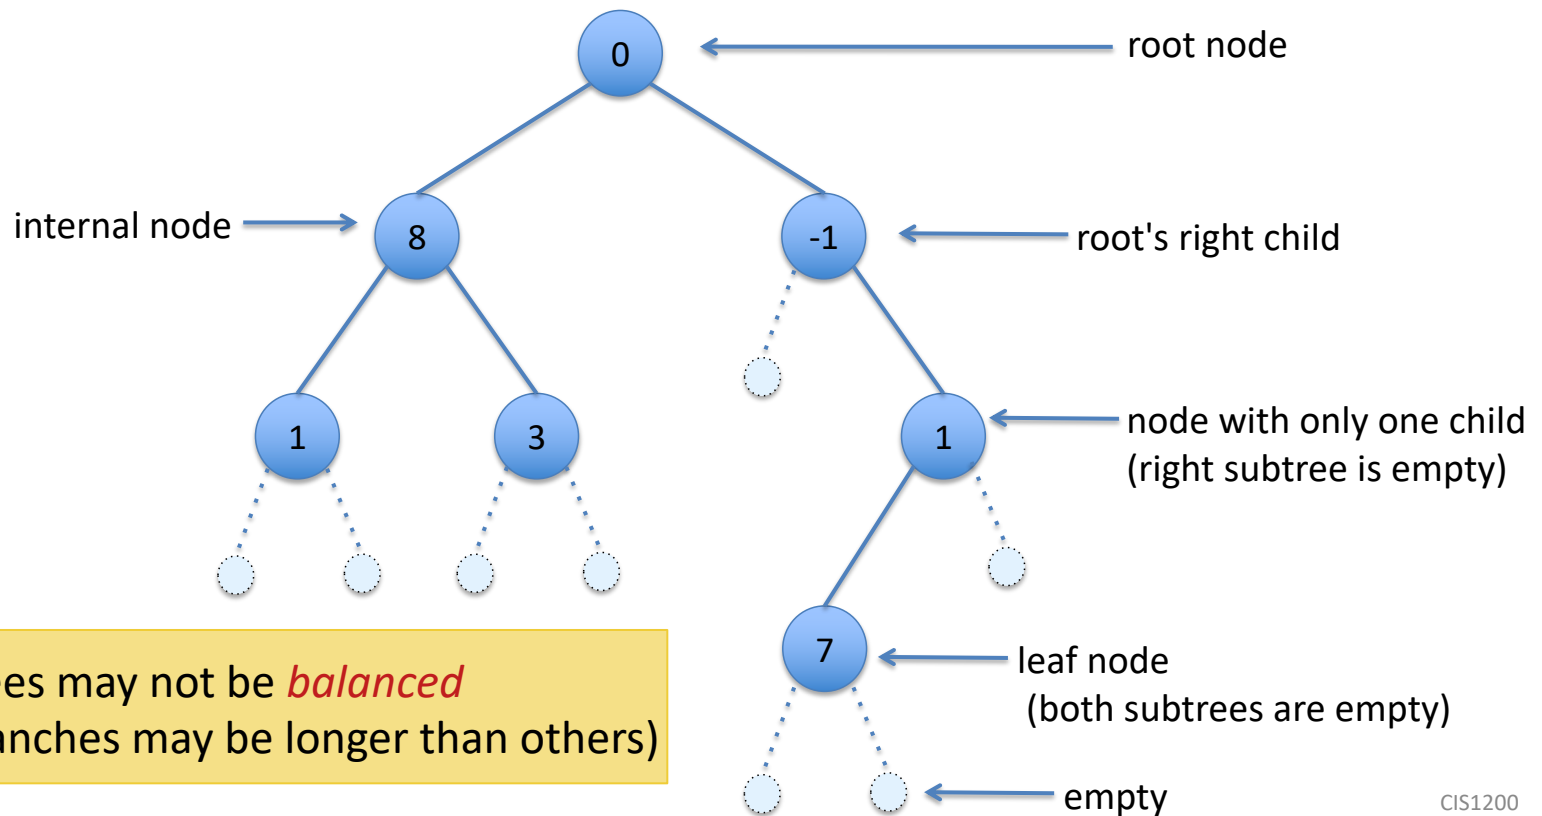 0
root node
internal node
8
-1
root's right child
1
3
1
node with only one child
(right subtree is empty)
7
leaf node
(both subtrees are empty)
may not be balanced
may be longer than others)
empty
CIS1200